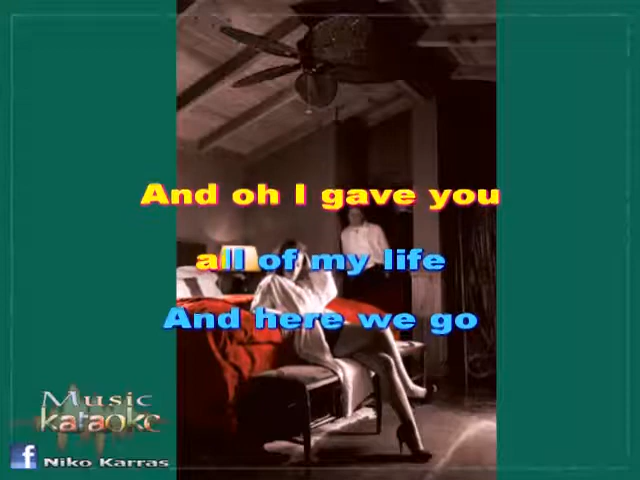 And oh I gave you
all of my life
And here we go
Music
karaoke
f Niko Karras